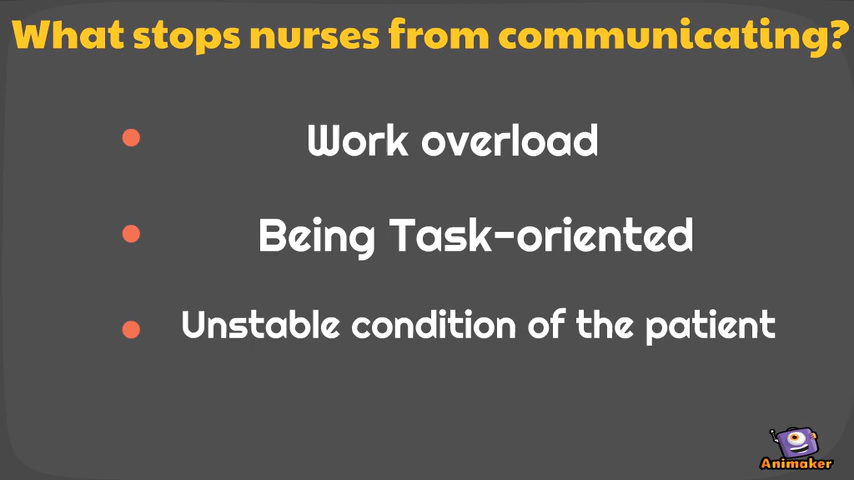 What stops nurses from communicating?
Work overload
Being Task-oriented
Unstable condition of the patient
Animaker